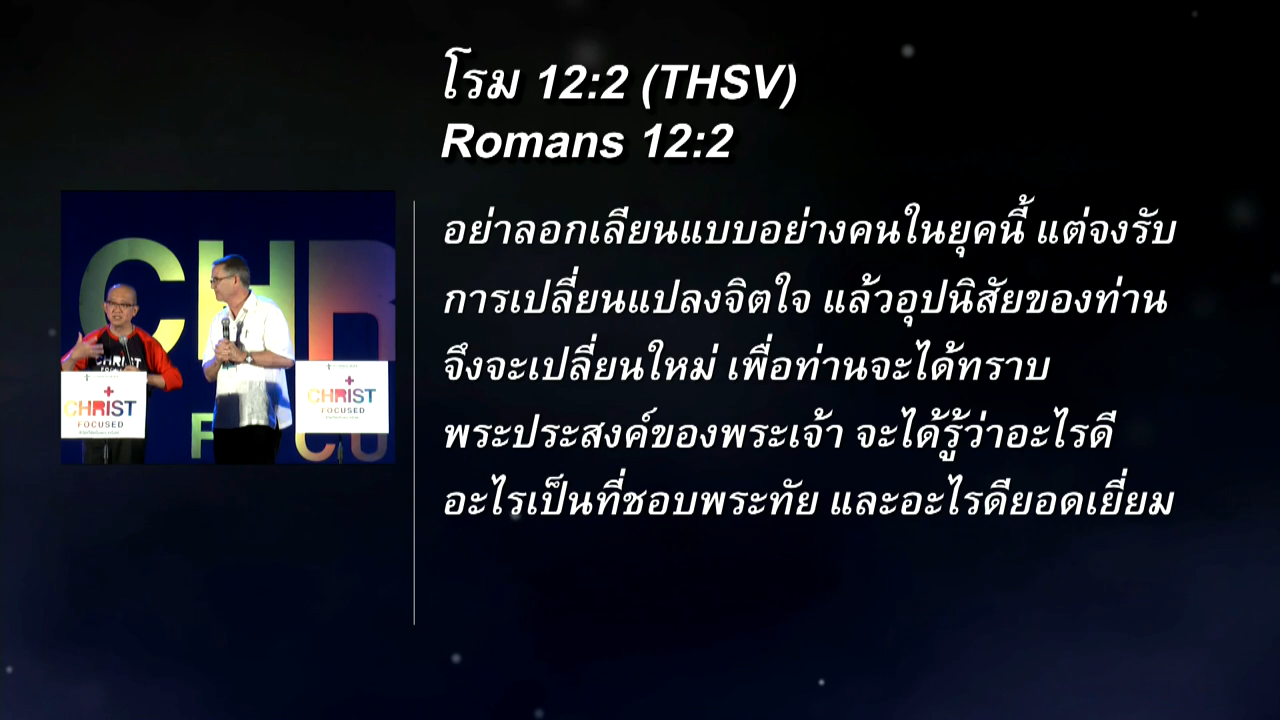 โรม 12:2 (THSV)
Romans 12:2
อย่าลอกเลียนแบบอย่างคนในยุคนี้ แต่จงรับ
การเปลี่ยนแปลงจิตใจ แล้วอุปนิสัยของท่าน
จึงจะเปลี่ยนใหม่ เพื่อท่านจะได้ทราบ
พระประสงค์ของพระเจ้า จะได้รู้ว่าอะไรดี
อะไรเป็นที่ชอบพระทัย และอะไรดียอดเยี่ยม
CHR
F CU
CHRIST
CHRIST
FOCUSED
CHRIST
FOCUSED